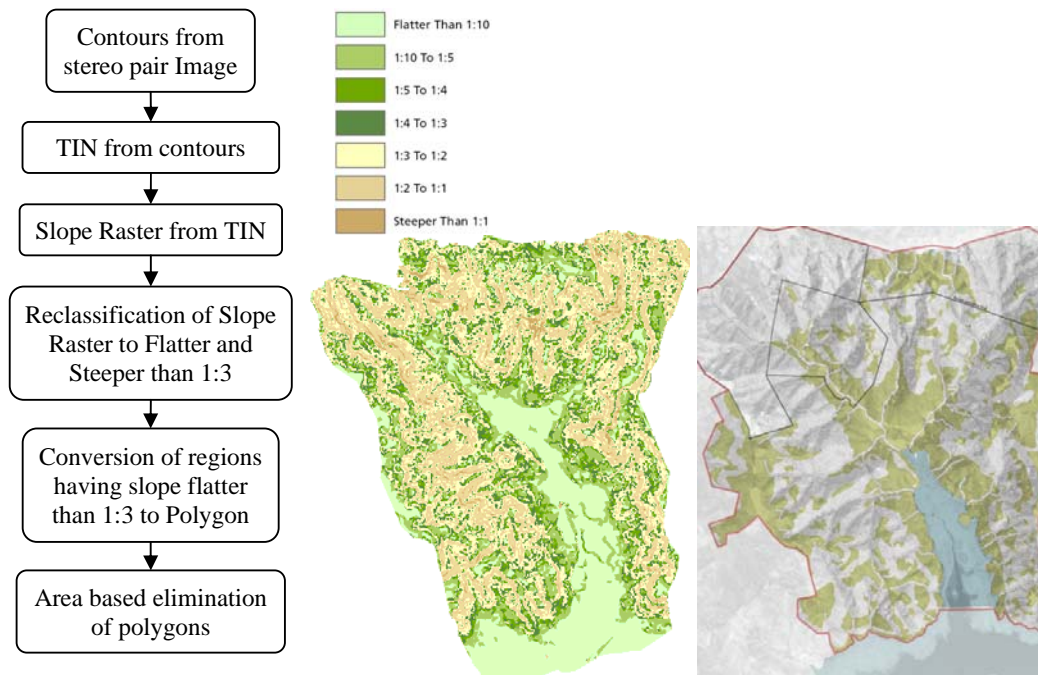 Contours from
stereo pair Image
TIN from contours
Slope Raster from TIN
Reclassification of Slope
Raster to Flatter and
Steeper than 1:3
Conversion of regions
having slope flatter
than 1:3 to Polygon
Area based elimination
of polygons
Flatter Than 1:10
1:10 To 1:5
1:5 To 1:4
1:4 To 1:3
1:3 To 1:2
1:2 To 1:1
Steeper Than 1:1